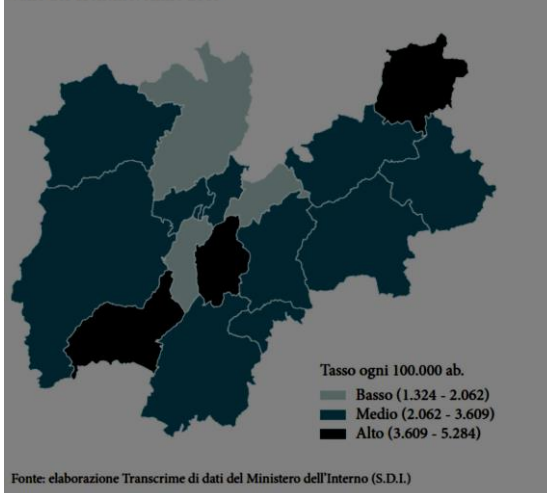 Tasso ogni 100.000 ab.
Basso (1.324 - 2.062)
Medio (2.062 - 3.609)
Alto (3.609 - 5.284)
Fonte: elaborazione Transcrime di dati del Ministero dell'Interno (S.D.I.)